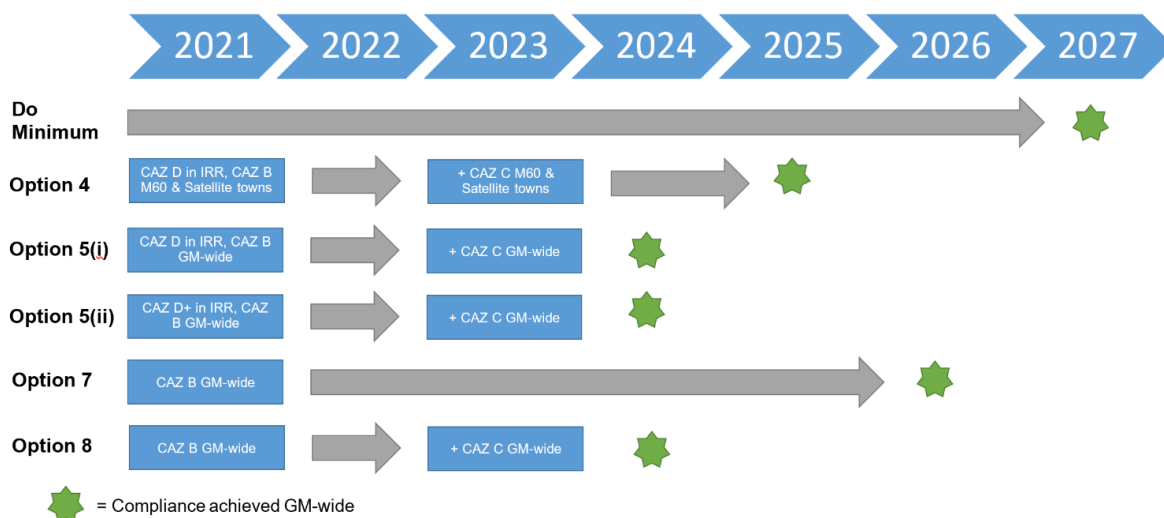 2021 2022 2023 2024 2025 2026 2027
Do
Minimum
Option 4
CAZ D in IRR, CAZ B
M60 & Satellite towns
+ CAZ C M60 &
Satellite towns
Option 5(i)
CAZ D in IRR, CAZ B
GM-wide
+ CAZ C GM-wide
Option 5(ii)
CAZ D+ in IRR, CAZ
B GM-wide
+ CAZ C GM-wide
Option 7
CAZ B GM-wide
Option 8
CAZ B GM-wide
+ CAZ C GM-wide
= Compliance achieved GM-wide